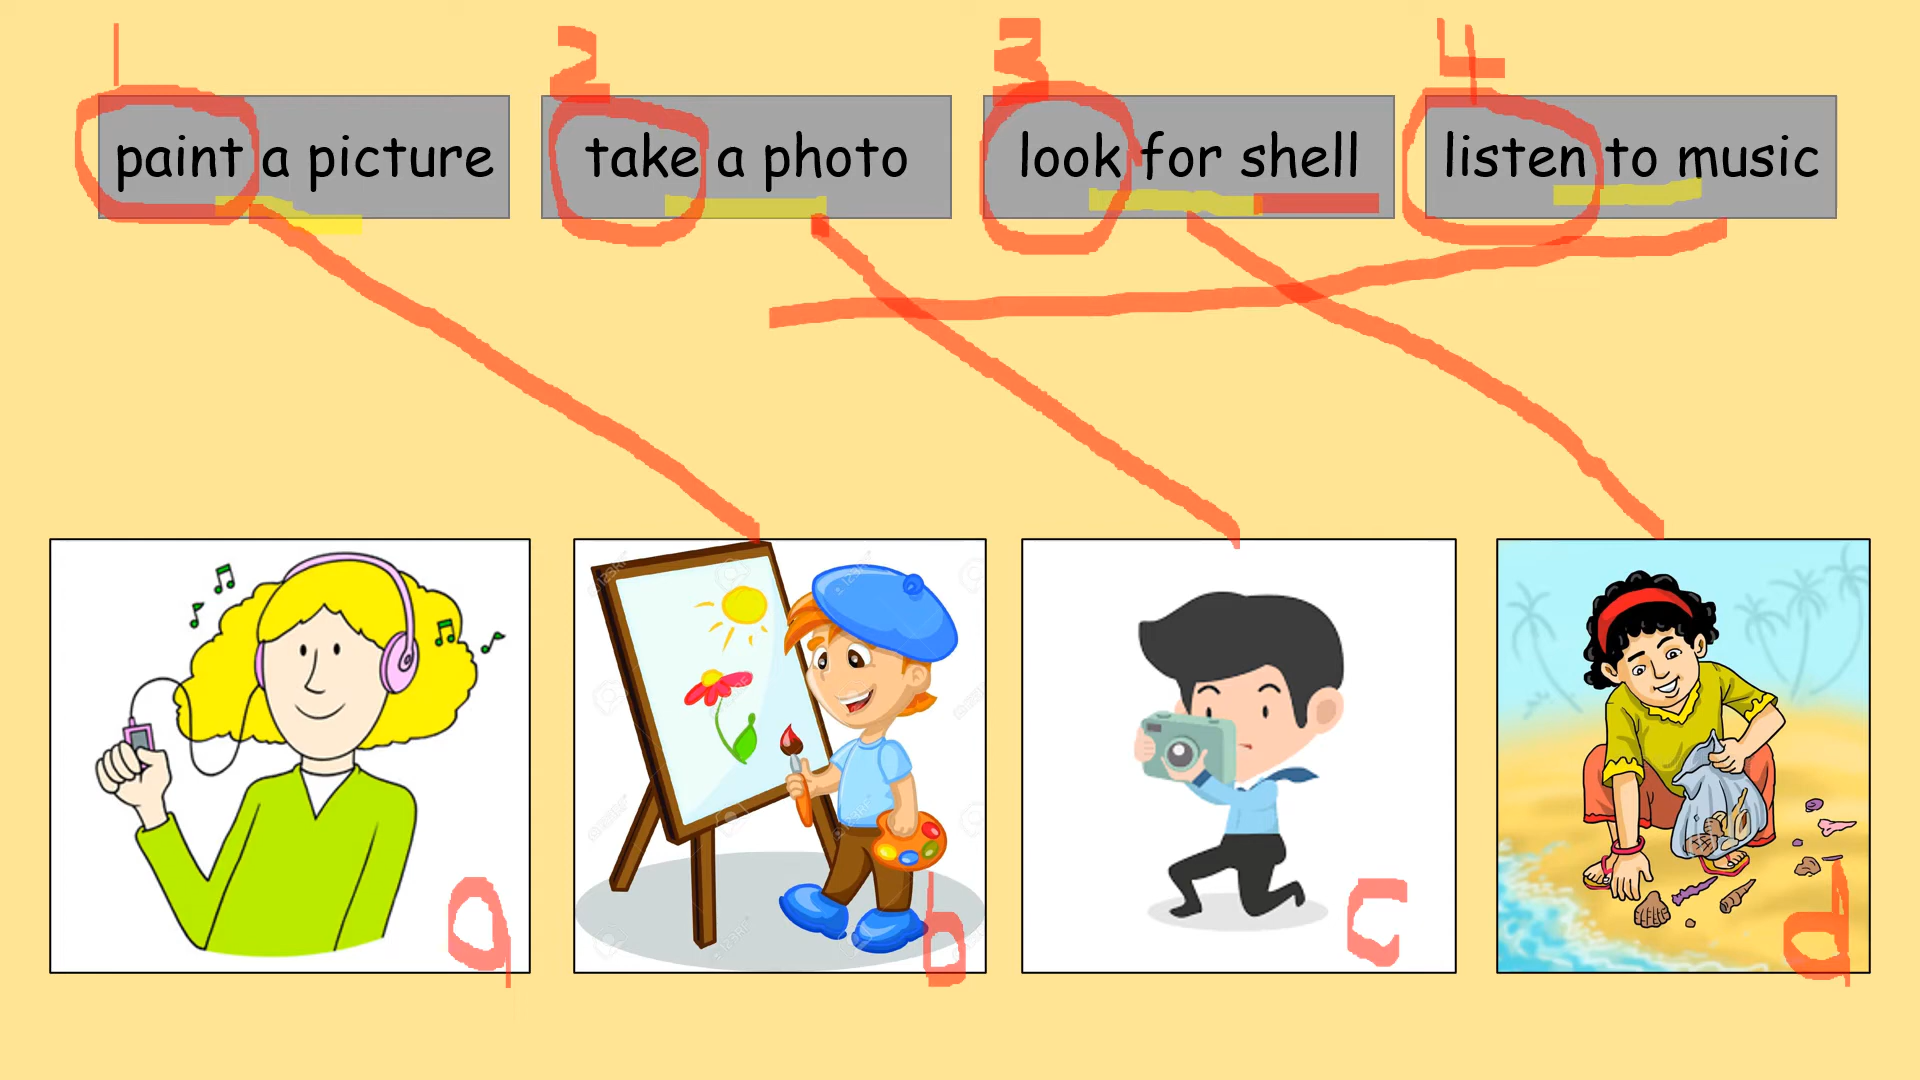 1 2 3 4
paint a picture
take a photo
look for shell
listen to music
a b c d